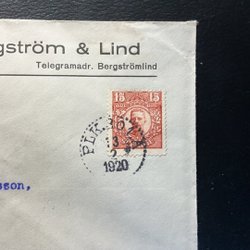 gström & Lind
Telegramadr. Bergströmlind
15 15
1920
sson,